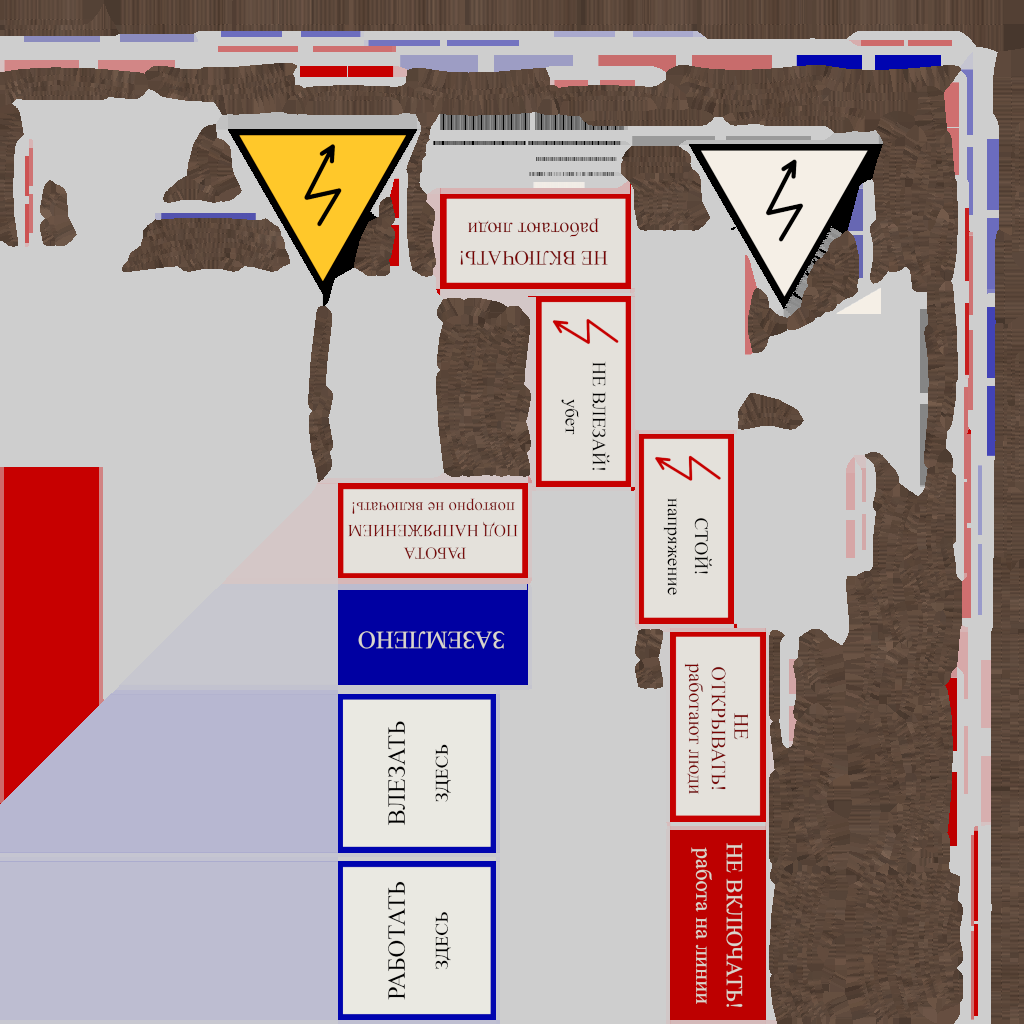 НЕ ВКЛЮЧАТЬ!
работают люди
НЕ ВЛЕЗАЙ!
убет
СТОЙ!
напряжение
РАБОТА
ПОД НАПРЯЖЕНИЕМ
повторно не включать!
ЗАЗЕМЛЕНО
НЕ
ОТКРЫВАТЬ!
работают люди
ВЛЕЗАТЬ
ЗДЕСЬ
НЕ ВКЛЮЧАТЬ!
работа на линии
РАБОТАТЬ
ЗДЕСЬ